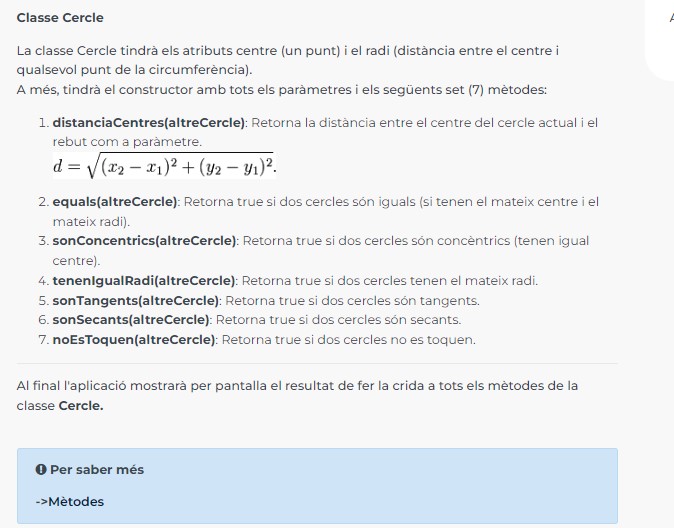 Classe Cercle
La classe Cercle tindrà els atributs centre (un punt) i el radi (distància entre el centre i
qualsevol punt de la circumferència).
A més, tindrà el constructor amb tots els paràmetres i els següents set (7) mètodes:
1. distanciaCentres(altreCercle): Retorna la distància entre el centre del cercle actual i el
rebut com a paràmetre.
d = √(x₂ − x₁)² + (y₂ − y₁)².
2. equals(altreCercle): Retorna true si dos cercles són iguals (si tenen el mateix centre i el
mateix radi).
3. sonConcentrics(altreCercle): Retorna true si dos cercles són concèntrics (tenen igual
centre).
4. tenenIgualRadi(altreCercle): Retorna true si dos cercles tenen el mateix radi.
5. sonTangents(altreCercle): Retorna true si dos cercles són tangents.
6. sonSecants(altreCercle): Retorna true si dos cercles són secants.
7. noEsToquen(altreCercle): Retorna true si dos cercles no es toquen.
Al final l'aplicació mostrarà per pantalla el resultat de fer la crida a tots els mètodes de la
classe Cercle.
Per saber més
->Mètodes